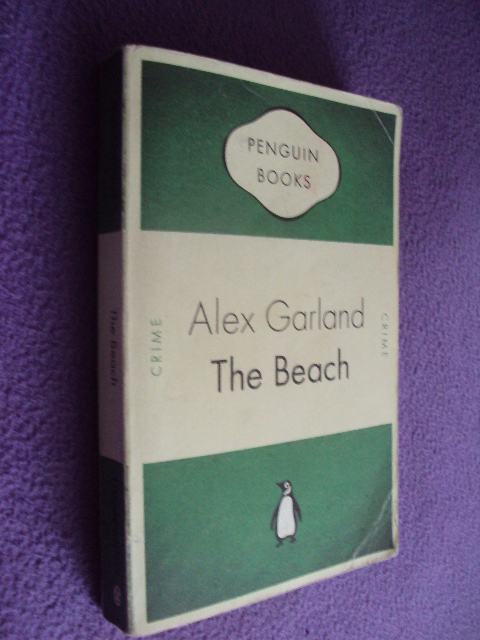 PENGUIN
BOOKS
Alex Garland
The Beach
CRIME
CRIME
The Beach